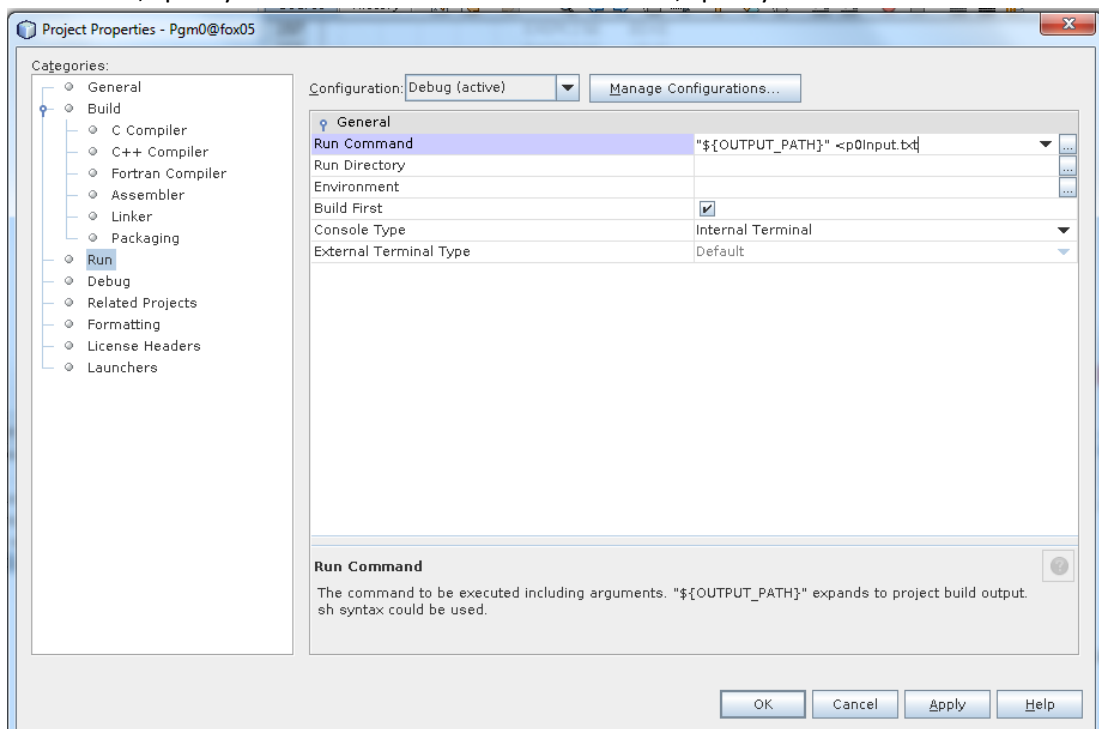 Project Properties - Pgm0@fox05
Categories:
General
Build
C Compiler
C++ Compiler
Fortran Compiler
Assembler
Linker
Packaging
Run
Debug
Related Projects
Formatting
License Headers
Launchers
Configuration: Debug (active) Manage Configurations...
General
Run Command "${OUTPUT_PATH}" <p0Input.txt ...
Run Directory ...
Environment ...
Build First
Console Type Internal Terminal
External Terminal Type Default
Run Command
The command to be executed including arguments. "${OUTPUT_PATH}" expands to project build output.
sh syntax could be used.
OK Cancel Apply Help